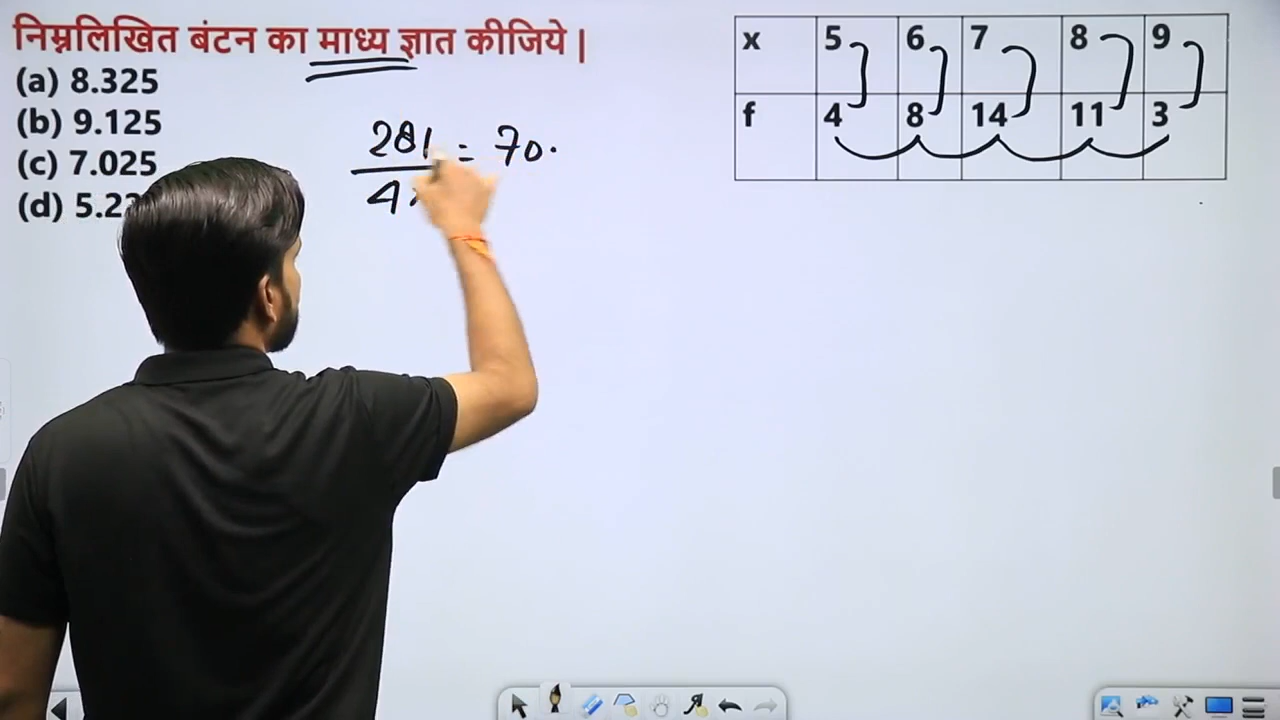 निम्नलिखित बंटन का माध्य ज्ञात कीजिये |
(a) 8.325
(b) 9.125
(c) 7.025
(d) 5.2
x 5 6 7 8 9
f 4 8 14 11 3
281 = 70.
4